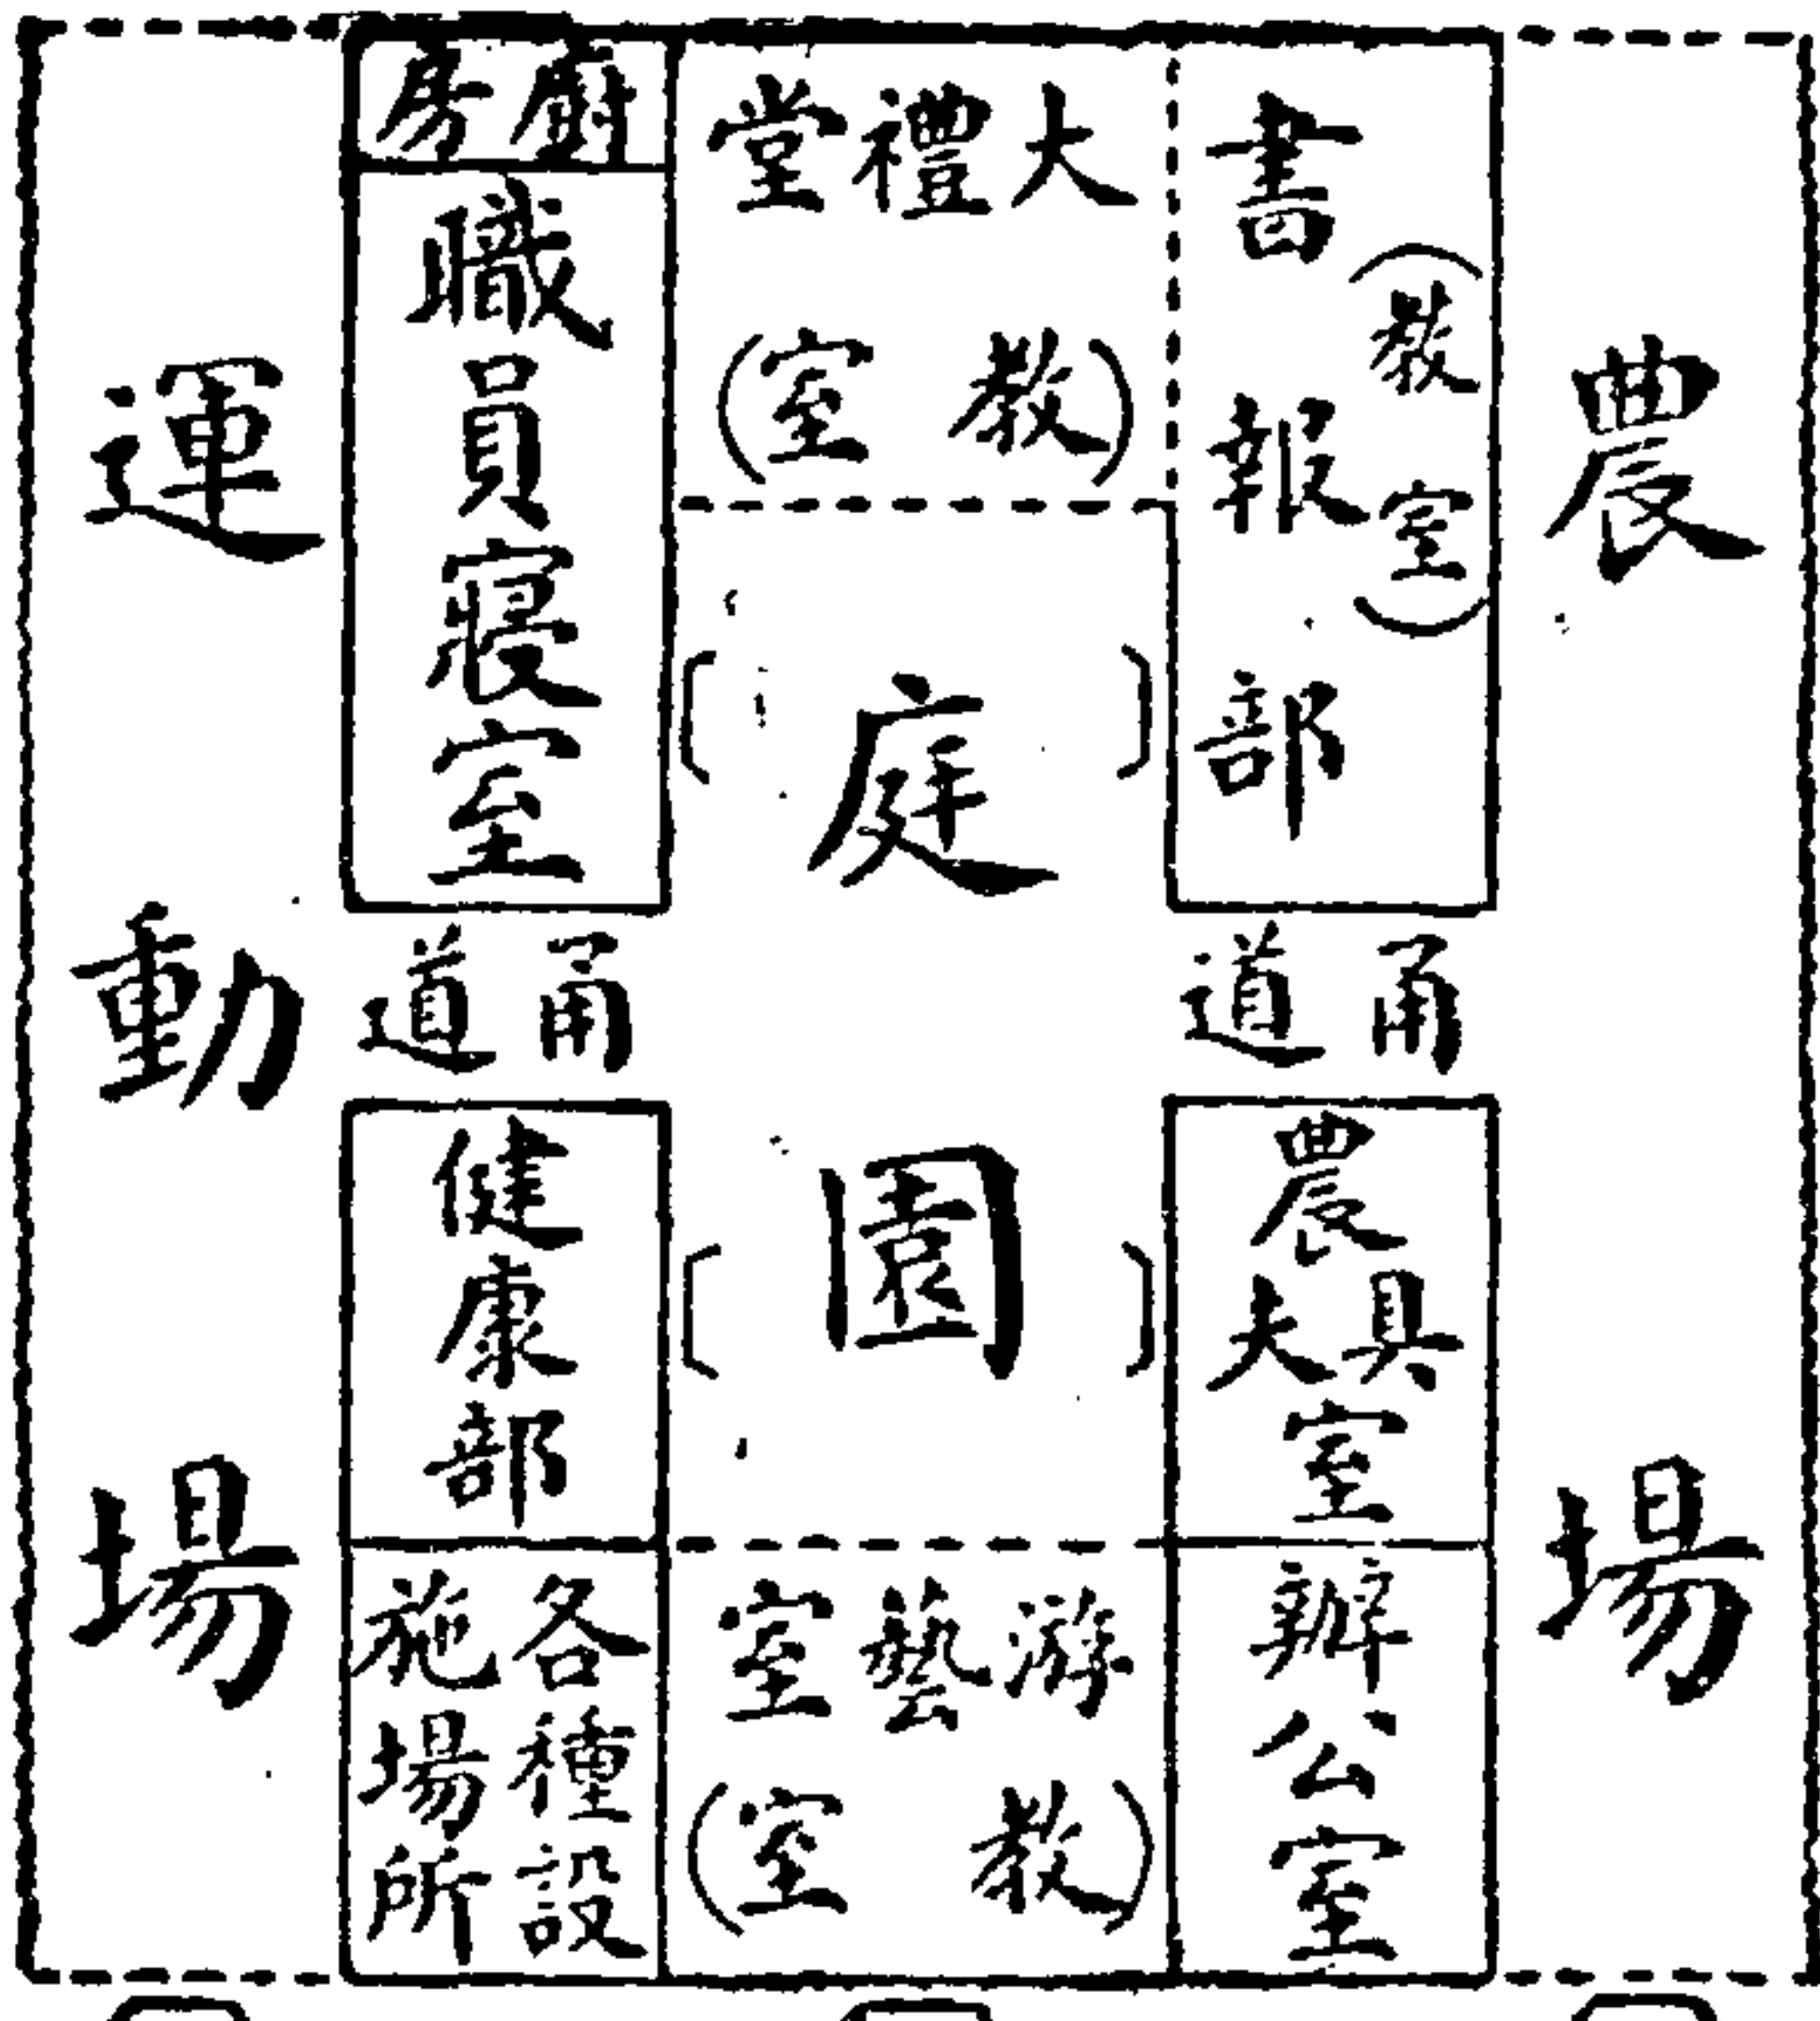 農場
書報部
(教室)
大禮堂
(教室)
廚房
職員寢室
運動場
〔庭〕
〔園〕
甬道
甬道
農具夫室
辦公室
游藝室
(教室)
健康部
各種設
施場所